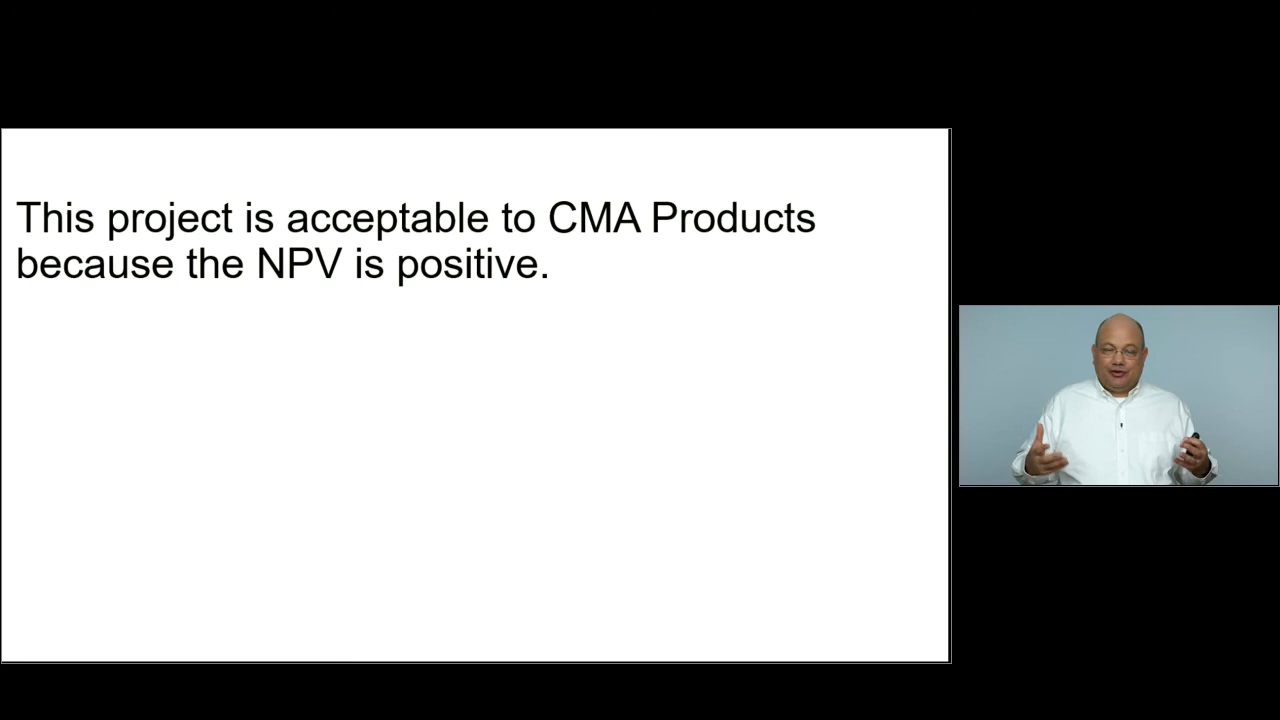 This project is acceptable to CMA Products
because the NPV is positive.